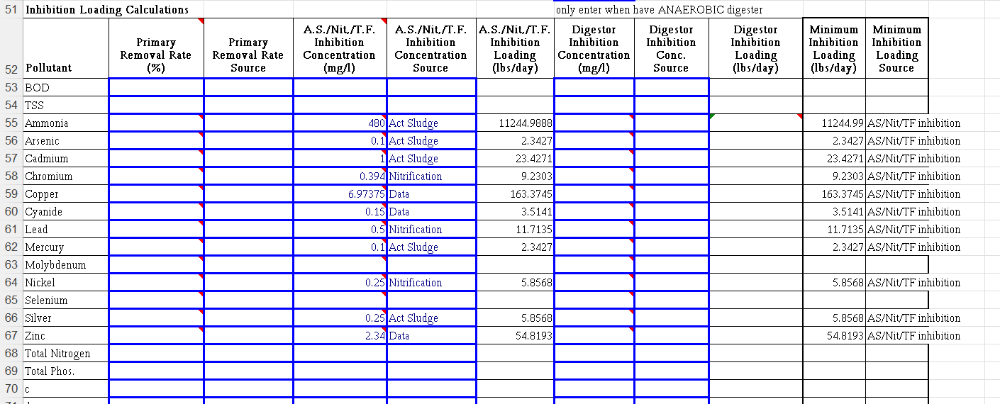 51 Inhibition Loading Calculations only enter when have ANAEROBIC digester
52 Pollutant Primary Removal Rate (%) Primary Removal Rate Source A.S./Nit,/T.F. Inhibition Concentration (mg/l) A.S./Nit,/T.F. Inhibition Concentration Source A.S./Nit,/T.F. Inhibition Loading (lbs/day) Digestor Inhibition Concentration (mg/l) Digestor Inhibition Conc. Source Digestor Inhibition Loading (lbs/day) Minimum Inhibition Loading (lbs/day) Minimum Inhibition Loading Source
53 BOD
54 TSS
55 Ammonia 480 Act Sludge 11244.9888 11244.99 AS/Nit/TF inhibition
56 Arsenic 0.1 Act Sludge 2.3427 2.3427 AS/Nit/TF inhibition
57 Cadmium 1 Act Sludge 23.4271 23.4271 AS/Nit/TF inhibition
58 Chromium 0.394 Nitrification 9.2303 9.2303 AS/Nit/TF inhibition
59 Copper 6.97375 Data 163.3745 163.3745 AS/Nit/TF inhibition
60 Cyanide 0.15 Data 3.5141 3.5141 AS/Nit/TF inhibition
61 Lead 0.5 Nitrification 11.7135 11.7135 AS/Nit/TF inhibition
62 Mercury 0.1 Act Sludge 2.3427 2.3427 AS/Nit/TF inhibition
63 Molybdenum
64 Nickel 0.25 Nitrification 5.8568 5.8568 AS/Nit/TF inhibition
65 Selenium
66 Silver 0.25 Act Sludge 5.8568 5.8568 AS/Nit/TF inhibition
67 Zinc 2.34 Data 54.8193 54.8193 AS/Nit/TF inhibition
68 Total Nitrogen
69 Total Phos.
70 c